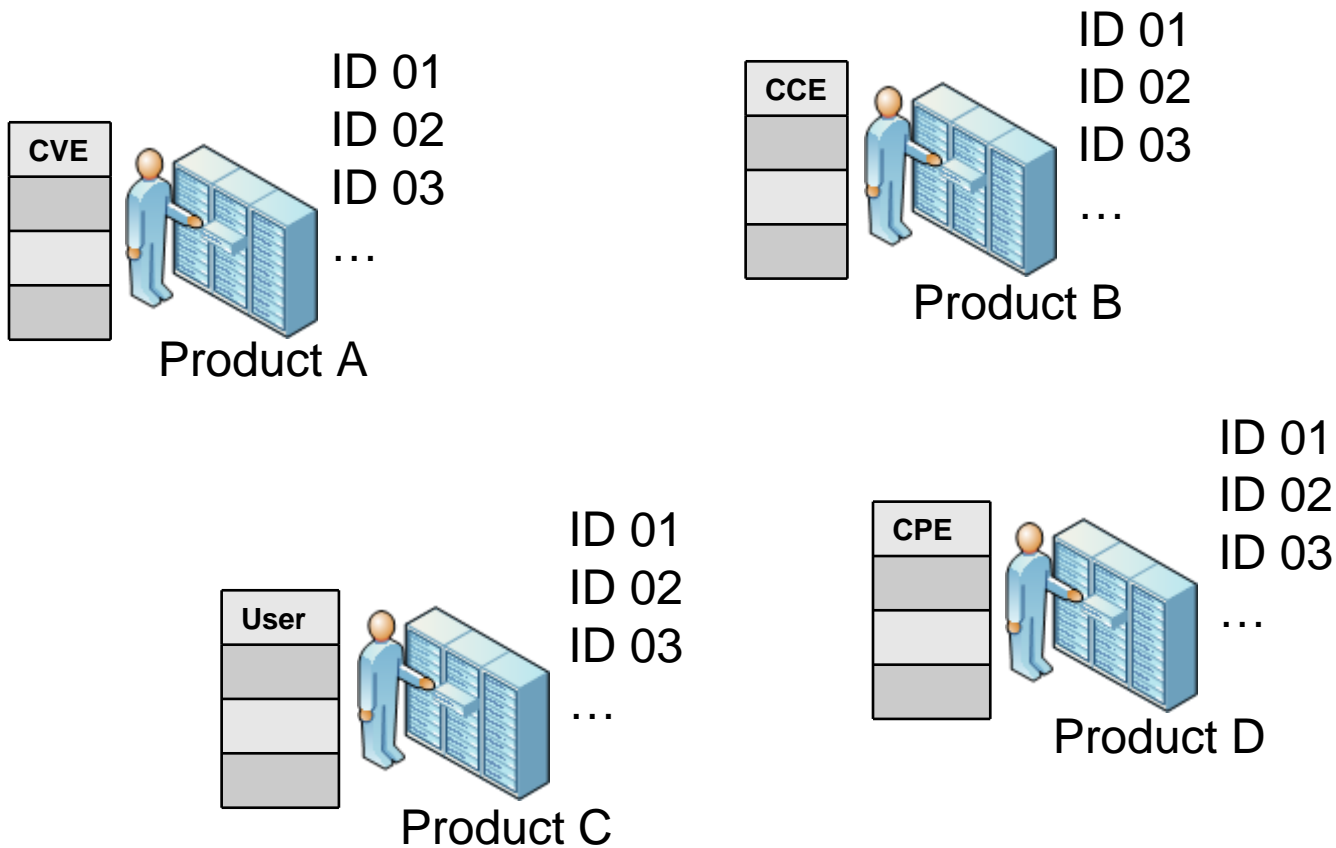 CVE
ID 01
ID 02
ID 03
…
Product A
CCE
ID 01
ID 02
ID 03
…
Product B
User
ID 01
ID 02
ID 03
…
Product C
CPE
ID 01
ID 02
ID 03
…
Product D